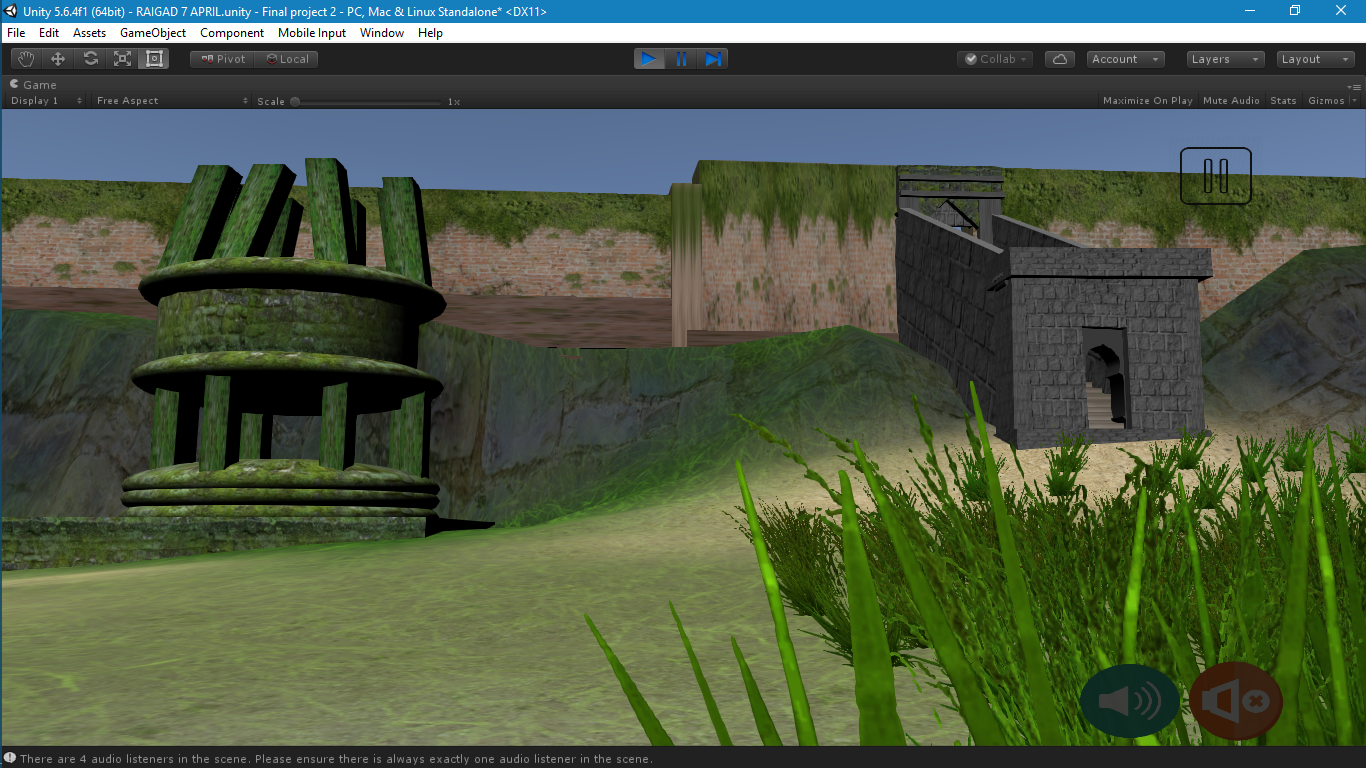 Unity 5.6.4f1 (64bit) - RAIGAD 7 APRIL.unity - Final project 2 - PC, Mac & Linux Standalone* <DX11>
File Edit Assets GameObject Component Mobile Input Window Help
Pivot Local Collab Account Layers Layout
Game
Display 1 Free Aspect Scale 1x Maximize On Play Mute Audio Stats Gizmos
There are 4 audio listeners in the scene. Please ensure there is always exactly one audio listener in the scene.